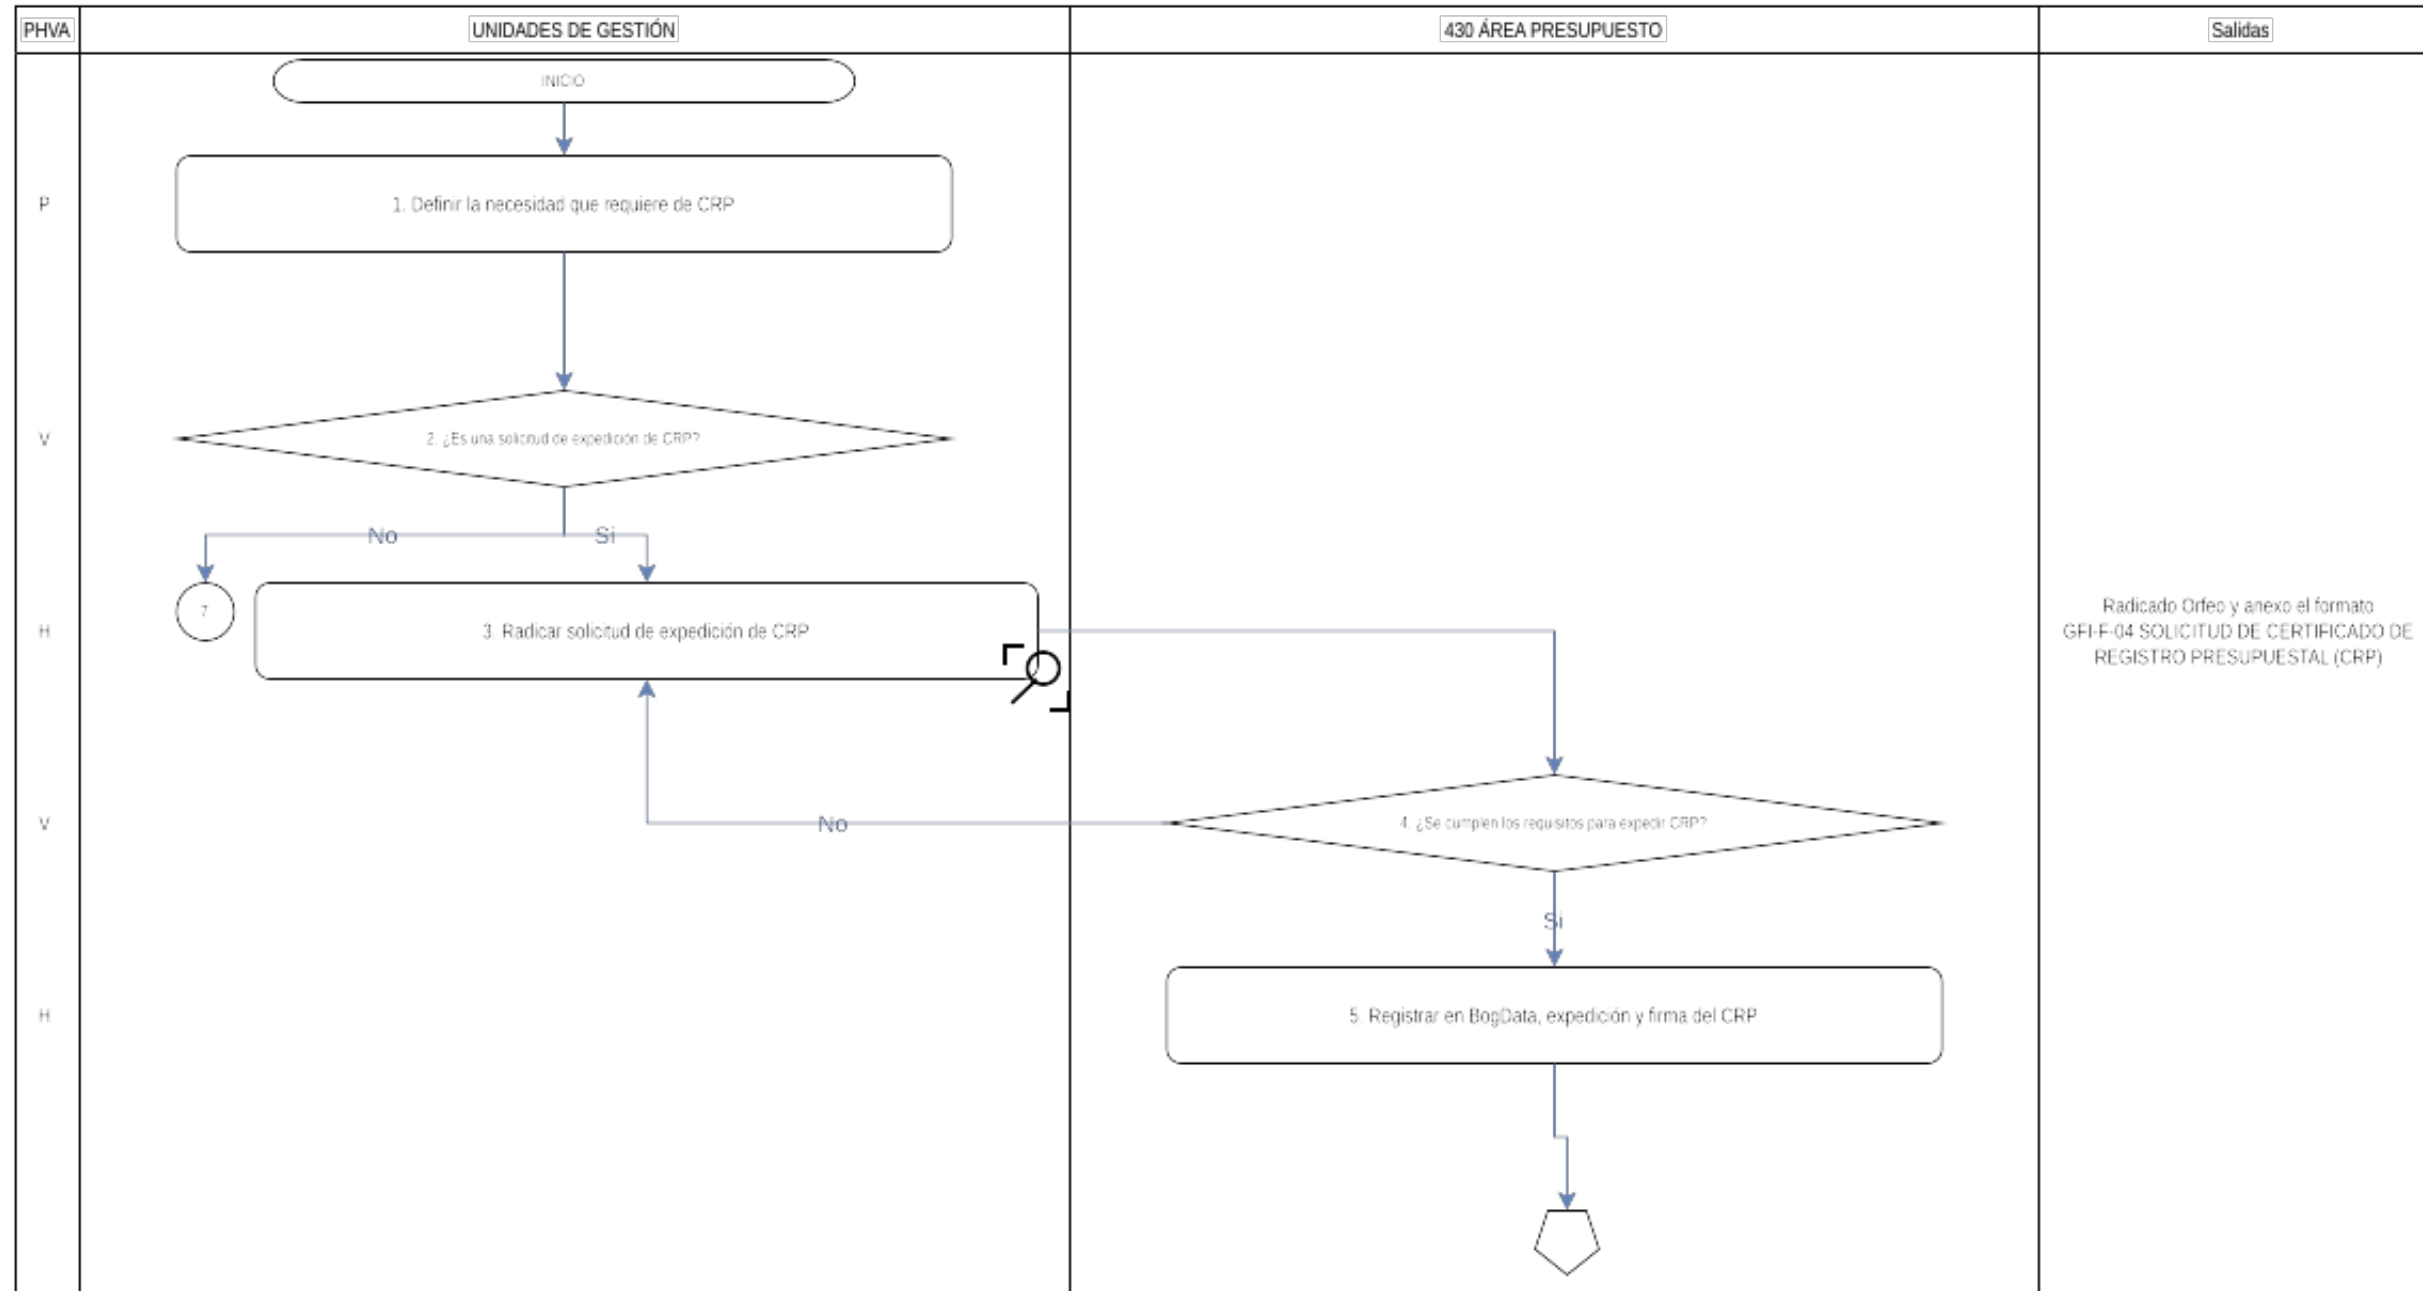 PHVA
UNIDADES DE GESTIÓN
430 ÁREA PRESUPUESTO
Salidas
INICIO
P
1. Definir la necesidad que requiere de CRP
V
2. ¿Es una solicitud de expedición de CRP?
No
Si
7
H
3. Radicar solicitud de expedición de CRP
Radicado Orfeo y anexo el formato
GFI-F-04 SOLICITUD DE CERTIFICADO DE
REGISTRO PRESUPUESTAL (CRP)
V
No
4. ¿Se cumplen los requisitos para expedir CRP?
Si
H
5. Registrar en BogData, expedición y firma del CRP